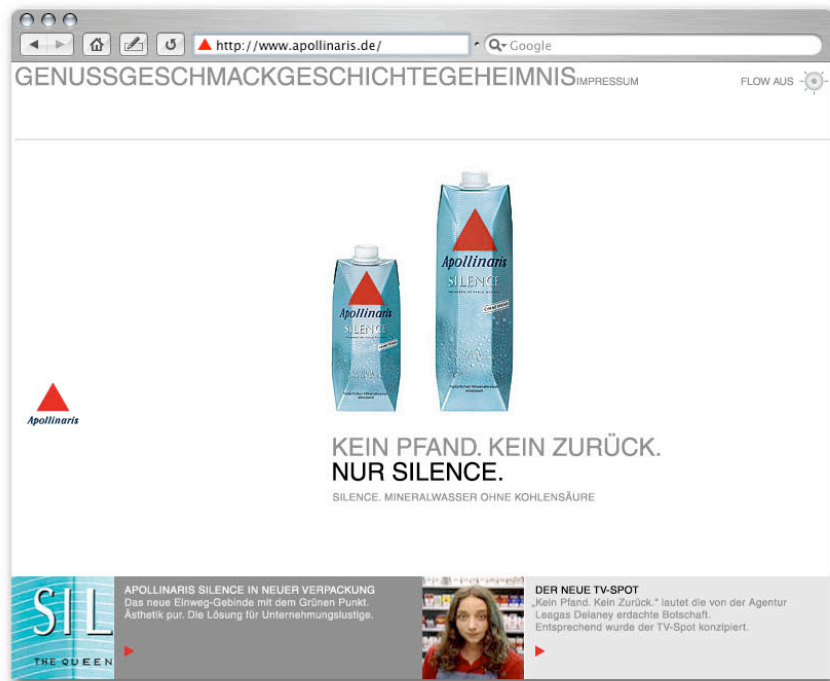 http://www.apollinaris.de/
Google
GENUSSGESCHMACKGESCHICHTEGEHEIMNISIMPRESSUM
FLOW AUS
Apollinaris
SILENCE
Apollinaris
SILENCE
Apollinaris
KEIN PFAND. KEIN ZURÜCK.
NUR SILENCE.
SILENCE. MINERALWASSER OHNE KOHLENSÄURE
SIL
THE QUEEN
APOLLINARIS SILENCE IN NEUER VERPACKUNG
Das neue Einweg-Gebinde mit dem Grünen Punkt.
Ästhetik pur. Die Lösung für Unternehmungslustige.
DER NEUE TV-SPOT
„Kein Pfand. Kein Zurück.“ lautet die von der Agentur
Leagas Delaney erdachte Botschaft.
Entsprechend wurde der TV-Spot konzipiert.